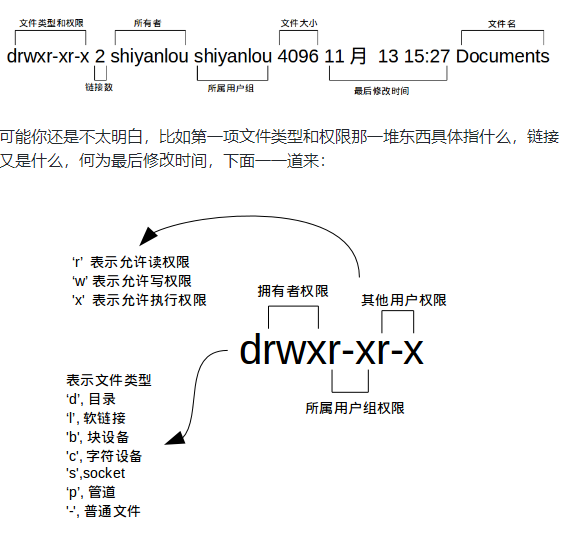 文件类型和权限 所有者 文件大小 文件名
drwxr-xr-x 2 shiyanlou shiyanlou 4096 11 月 13 15:27 Documents
链接数 所属用户组 最后修改时间
可能你还是不太明白，比如第一项文件类型和权限那一堆东西具体指什么，链接
又是什么，何为最后修改时间，下面一一道来：
‘r’ 表示允许读权限
‘w’ 表示允许写权限
'x' 表示允许执行权限
拥有者权限 其他用户权限
drwxr-xr-x
所属用户组权限
表示文件类型
‘d’, 目录
‘l’, 软链接
'b', 块设备
'c', 字符设备
's',socket
‘p’, 管道
'-', 普通文件